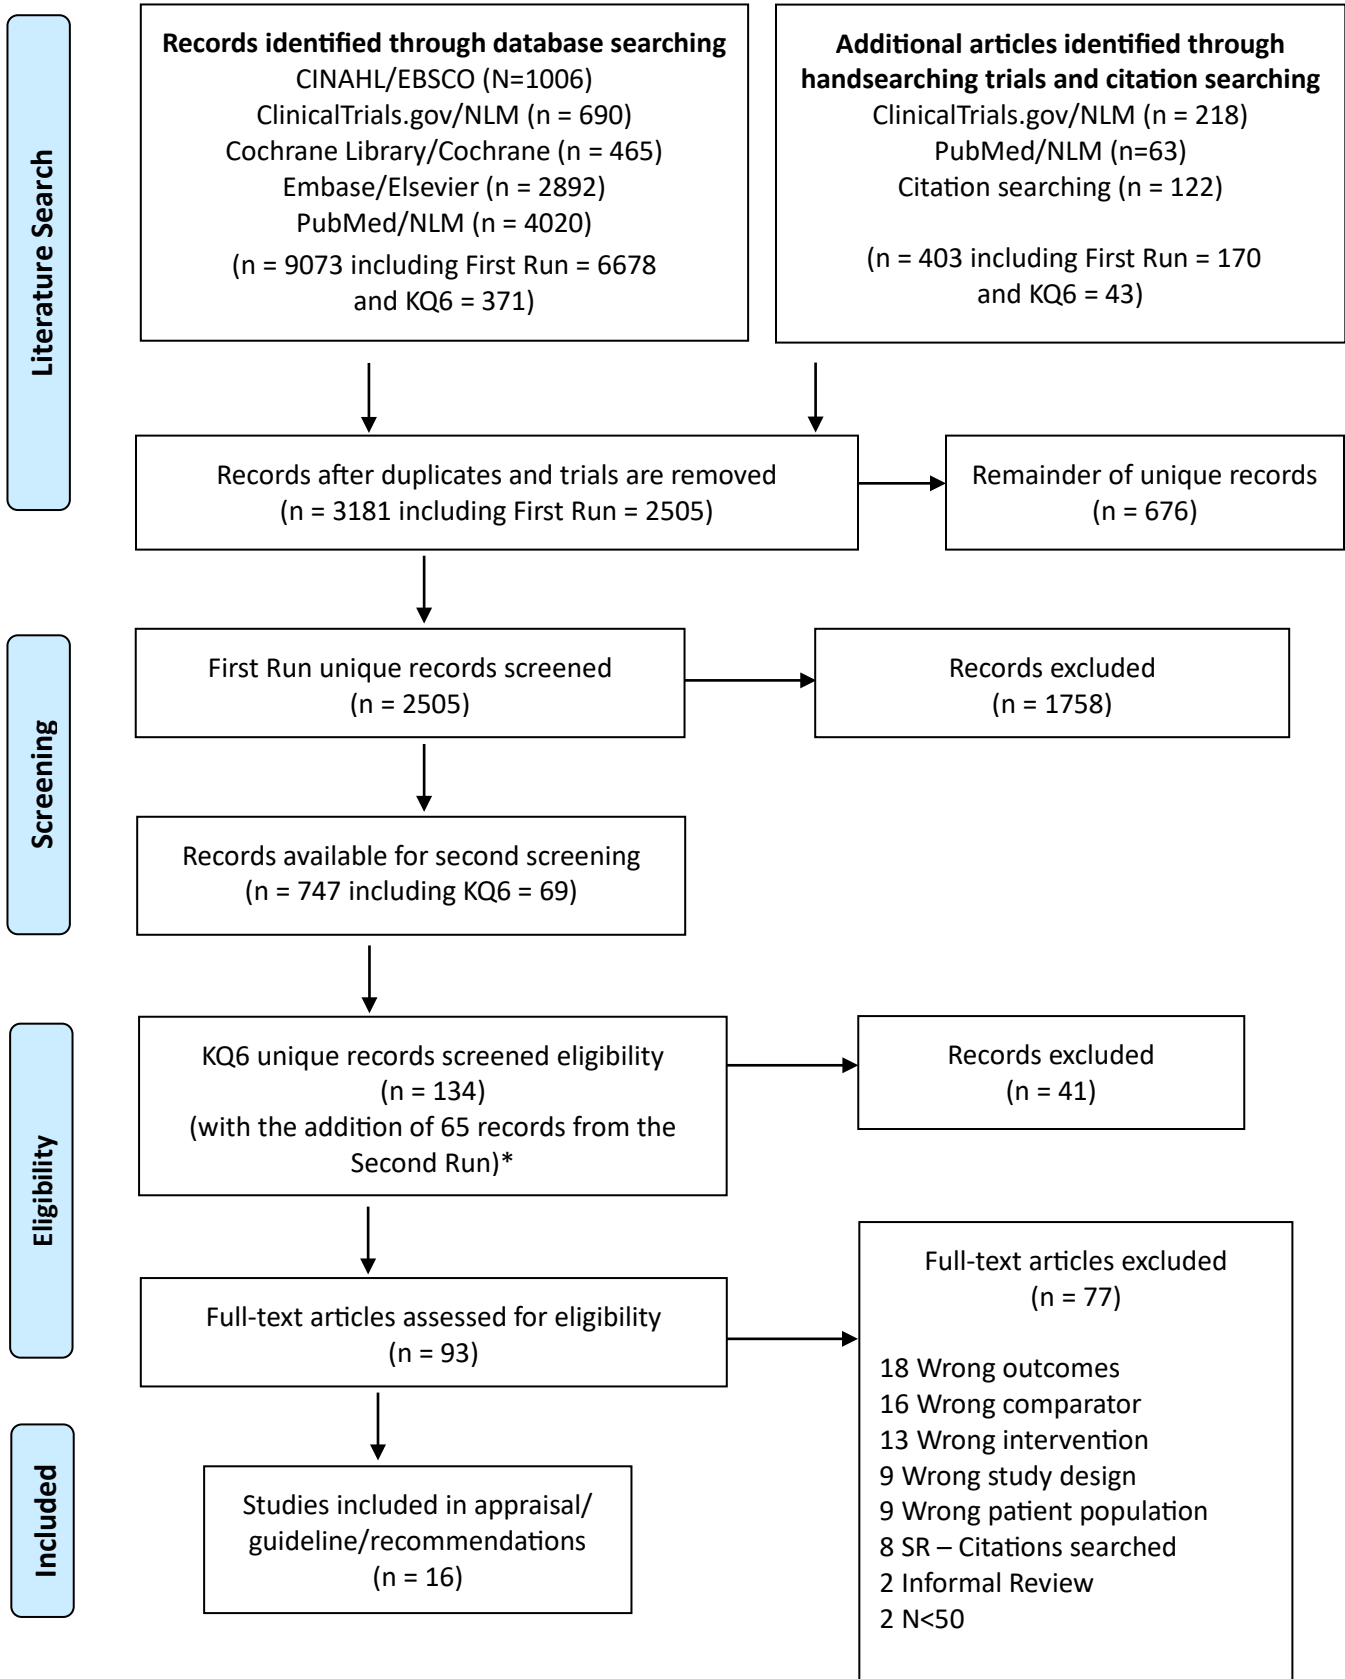 Literature Search
Records identified through database searching
CINAHL/EBSCO (N=1006)
ClinicalTrials.gov/NLM (n = 690)
Cochrane Library/Cochrane (n = 465)
Embase/Elsevier (n = 2892)
PubMed/NLM (n = 4020)
(n = 9073 including First Run = 6678
and KQ6 = 371)
Additional articles identified through
handsearching trials and citation searching
ClinicalTrials.gov/NLM (n = 218)
PubMed/NLM (n=63)
Citation searching (n = 122)
(n = 403 including First Run = 170
and KQ6 = 43)
Records after duplicates and trials are removed
(n = 3181 including First Run = 2505)
Remainder of unique records
(n = 676)
Screening
First Run unique records screened
(n = 2505)
Records excluded
(n = 1758)
Records available for second screening
(n = 747 including KQ6 = 69)
Eligibility
KQ6 unique records screened eligibility
(n = 134)
(with the addition of 65 records from the
Second Run)*
Records excluded
(n = 41)
Full-text articles assessed for eligibility
(n = 93)
Full-text articles excluded
(n = 77)
18 Wrong outcomes
16 Wrong comparator
13 Wrong intervention
9 Wrong study design
9 Wrong patient population
8 SR – Citations searched
2 Informal Review
2 N<50
Included
Studies included in appraisal/
guideline/recommendations
(n = 16)